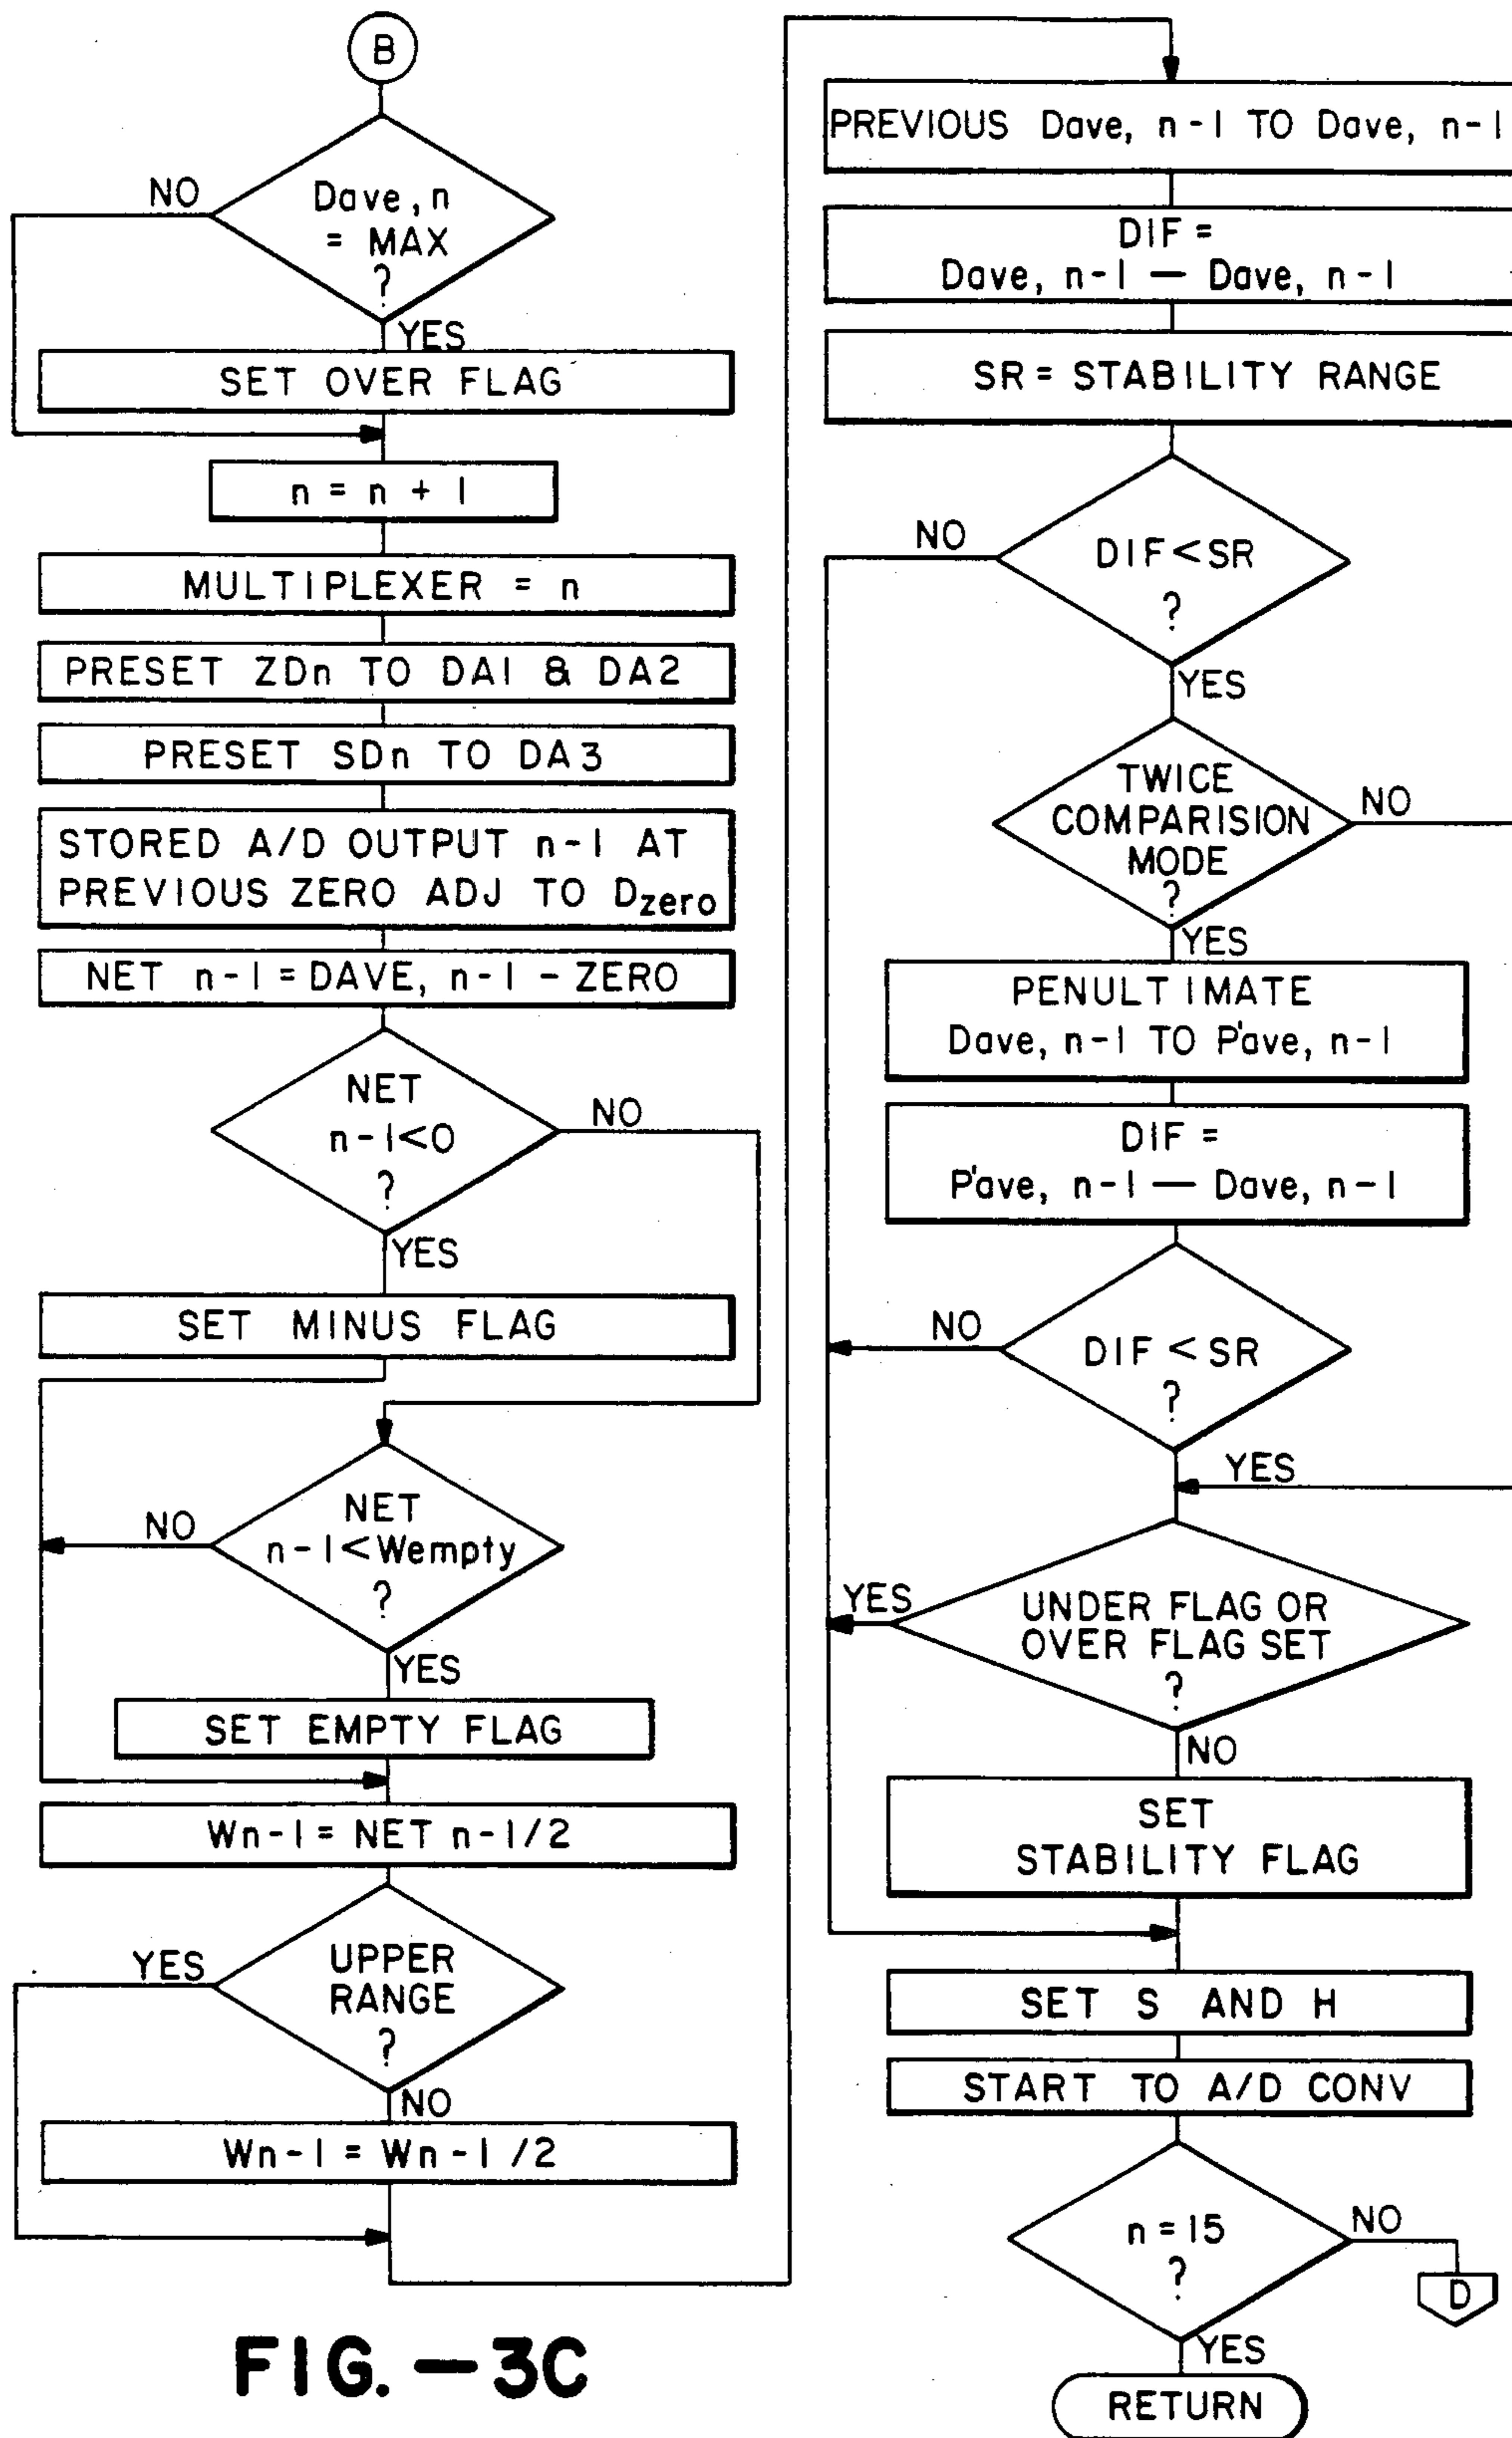 B
Dave, n
= MAX
?
NO
YES
SET OVER FLAG
n = n + 1
MULTIPLEXER = n
PRESET ZDn TO DA1 & DA2
PRESET SDn TO DA3
STORED A/D OUTPUT n-1 AT
PREVIOUS ZERO ADJ TO Dzero
NET n-1 = DAVE, n-1 - ZERO
NET
n-1<0
?
NO
YES
SET MINUS FLAG
NET
n-1<Wempty
?
NO
YES
SET EMPTY FLAG
Wn-1 = NET n-1/2
UPPER
RANGE
?
YES
NO
Wn-1 = Wn-1/2
PREVIOUS Dave, n-1 TO Dave, n-1
DIF =
Dave, n-1 — Dave, n-1
SR = STABILITY RANGE
DIF<SR
?
NO
YES
TWICE
COMPARISION
MODE
?
NO
YES
PENULTIMATE
Dave, n-1 TO P'ave, n-1
DIF =
P'ave, n-1 — Dave, n-1
DIF < SR
?
NO
YES
UNDER FLAG OR
OVER FLAG SET
?
YES
NO
SET
STABILITY FLAG
SET S AND H
START TO A/D CONV
n = 15
?
NO
D
YES
RETURN
FIG.-3C